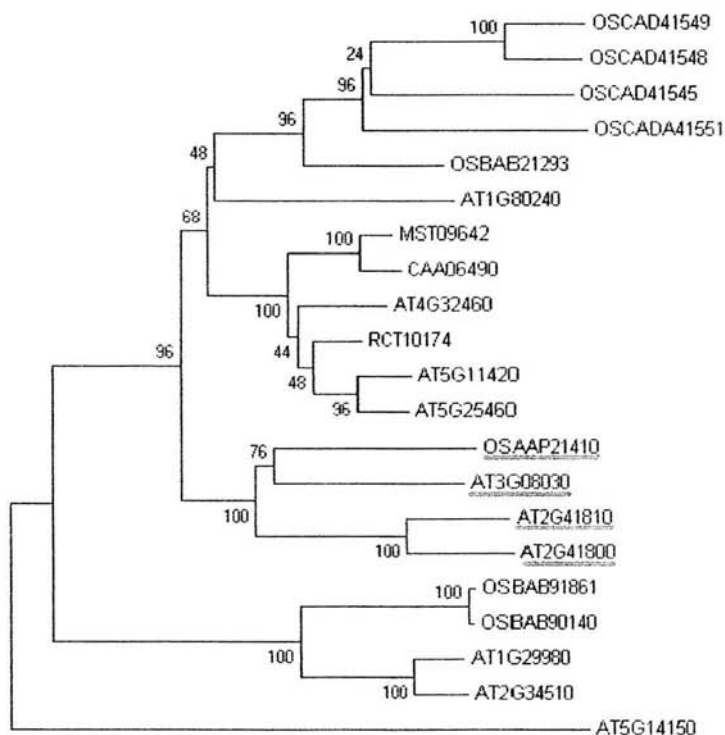 OSCAD41549
100
OSCAD41548
24
OSCAD41545
96
96
OSCADA41551
48
OSBAB21293
AT1G80240
68
MST09642
100
CAA06490
100
AT4G32460
RCT10174
96
44
AT5G11420
48
96
AT5G25460
OSAAP21410
76
AT3G08030
100
AT2G41810
100
AT2G41800
OSBAB91861
100
OSBAB90140
100
AT1G29980
100
AT2G34510
AT5G14150